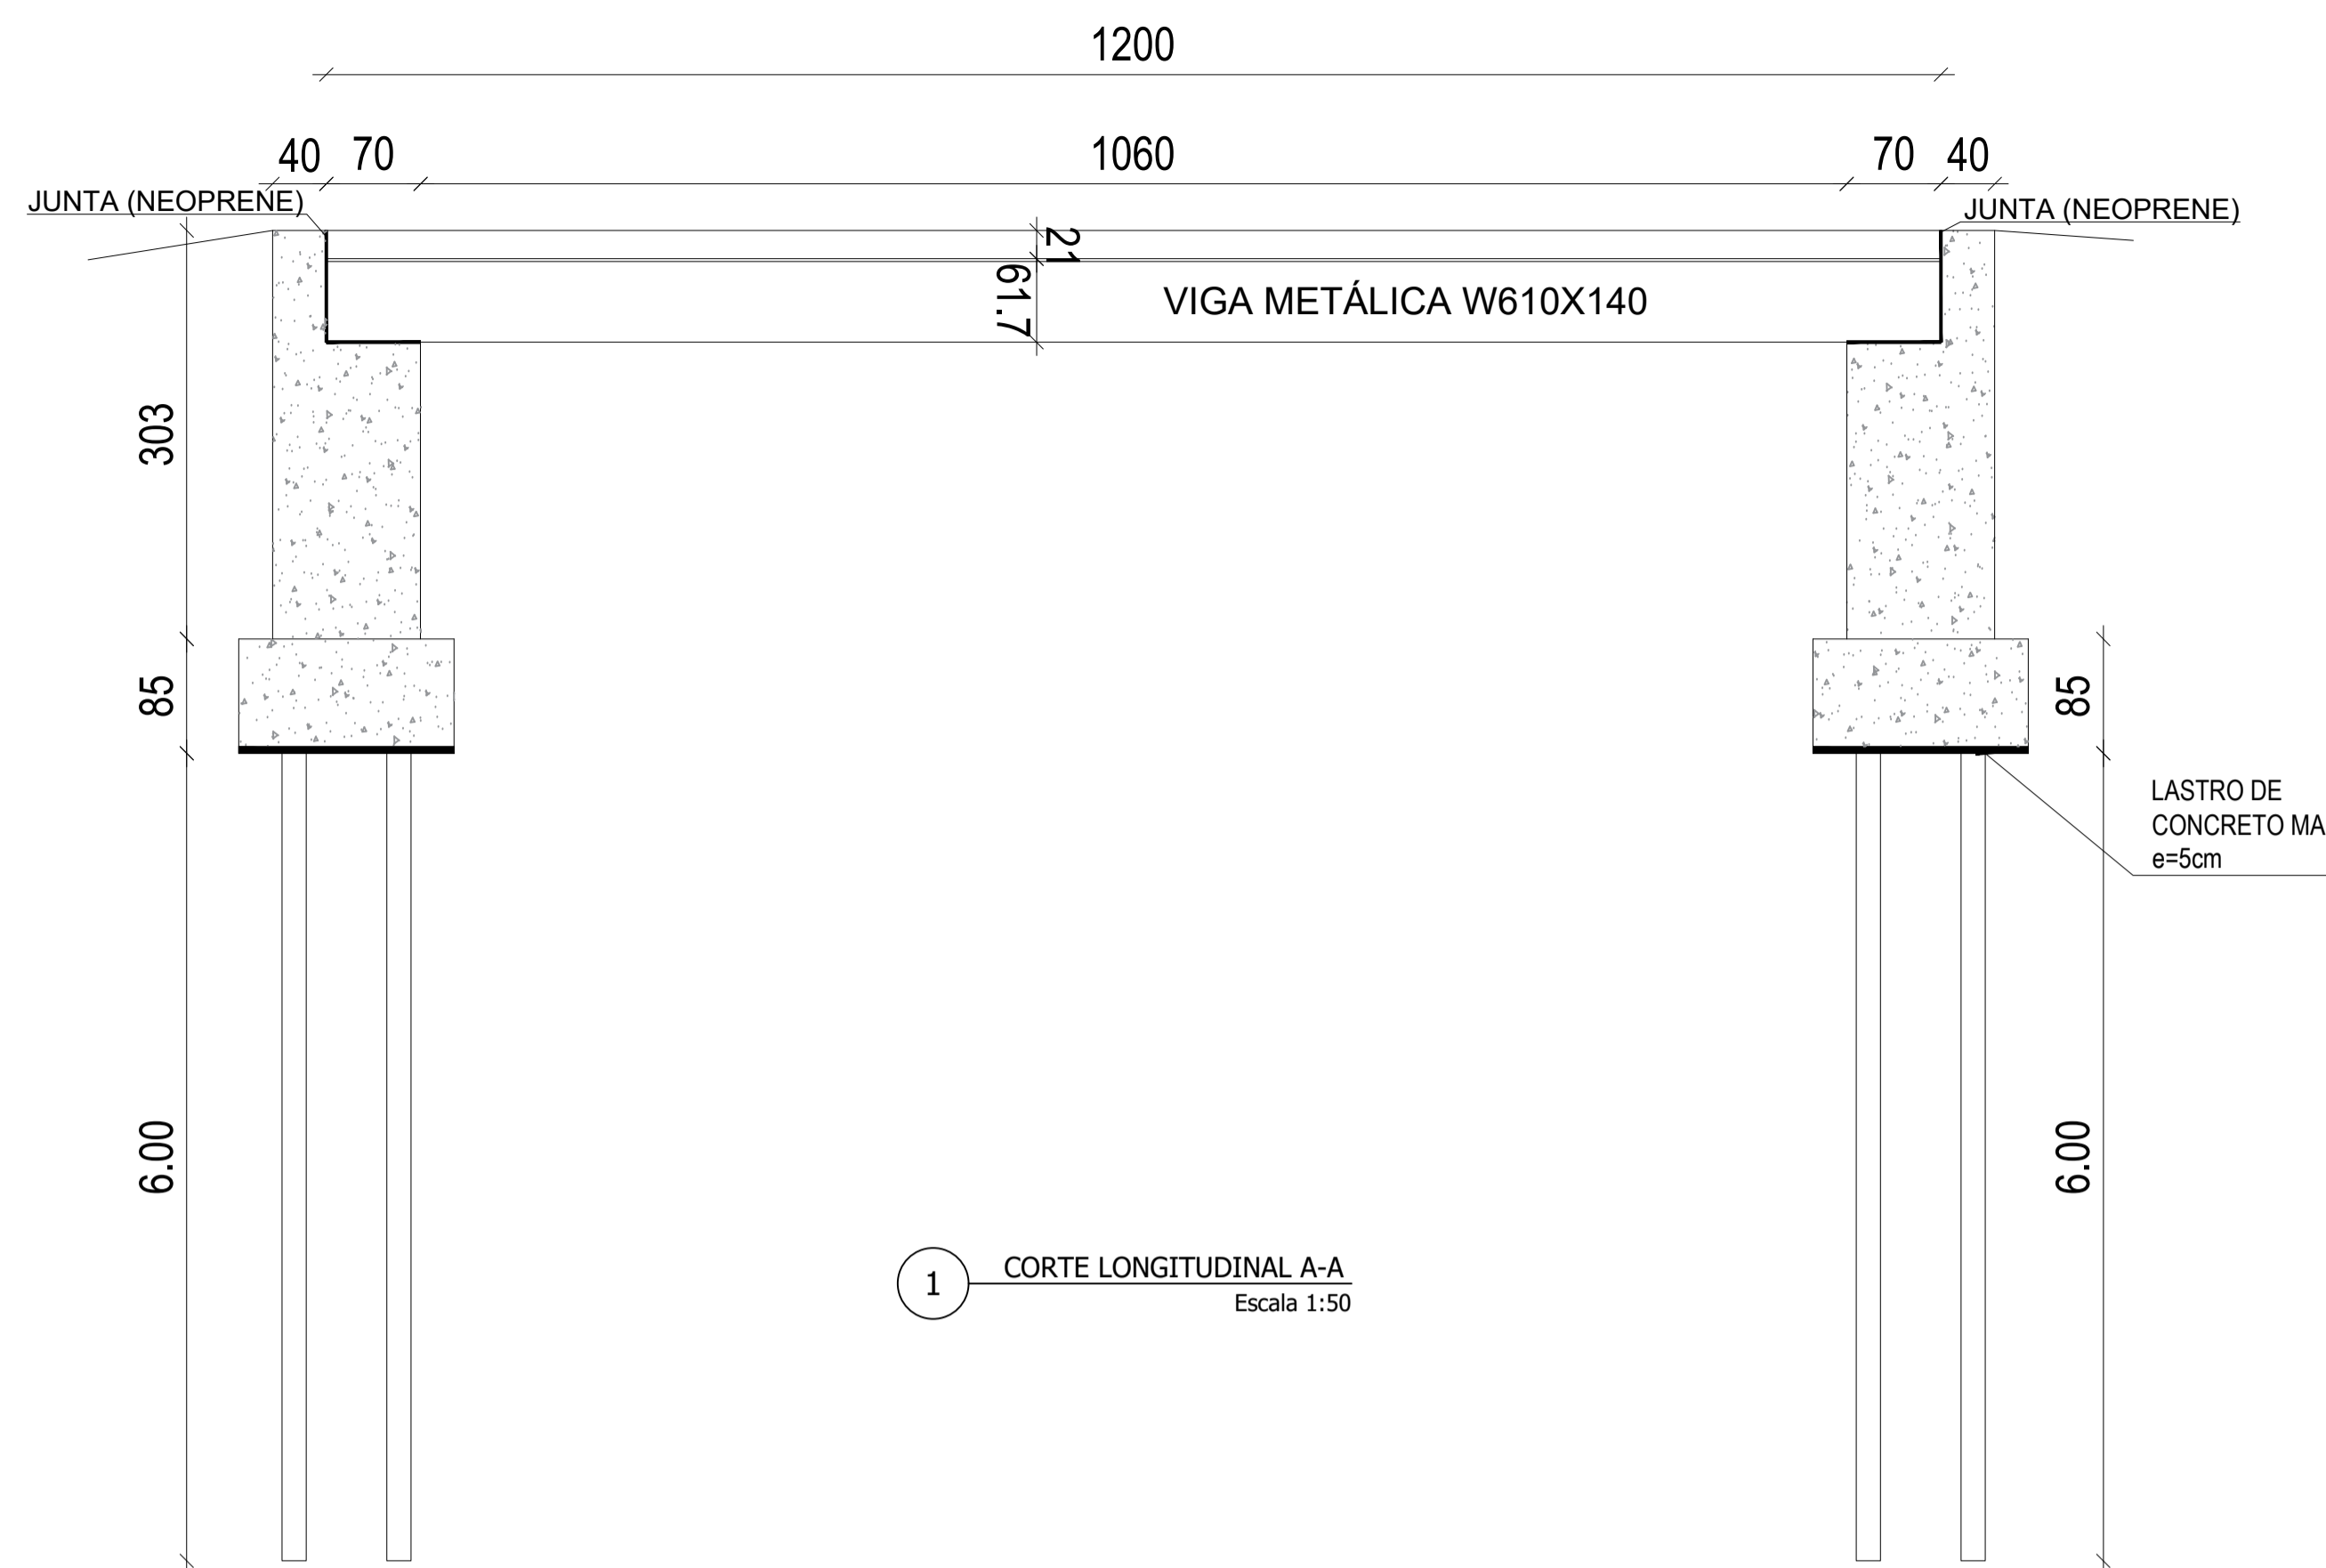 1200
40
70
1060
70
40
JUNTA (NEOPRENE)
JUNTA (NEOPRENE)
21
61.7
VIGA METÁLICA W610X140
303
85
85
LASTRO DE
CONCRETO MA
e=5cm
6.00
6.00
1
CORTE LONGITUDINAL A-A
Escala 1:50